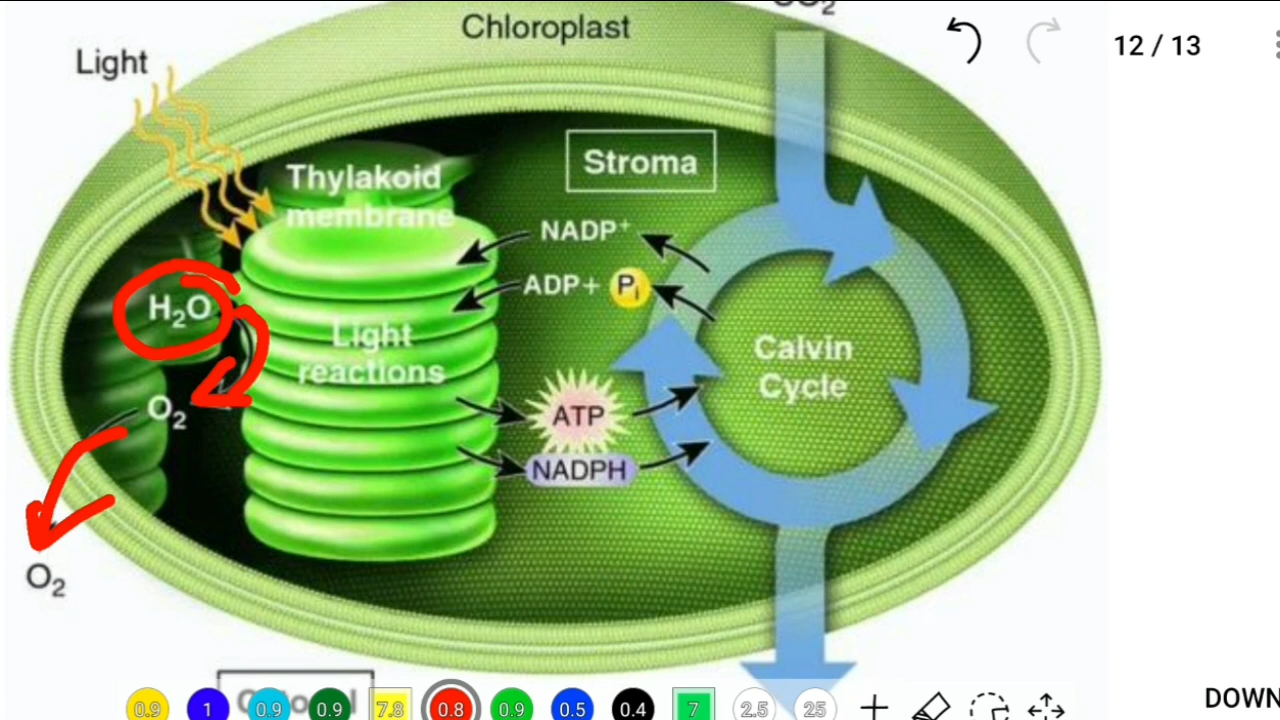 CO₂
Chloroplast
12 / 13
Light
Stroma
Thylakoid
membrane
NADP⁺
ADP + Pᵢ
H₂O
Light
reactions
Calvin
Cycle
O₂
ATP
NADPH
O₂
DOWN
0.9 1 0.9 0.9 7.8 0.8 0.9 0.5 0.4 7 2.5 25